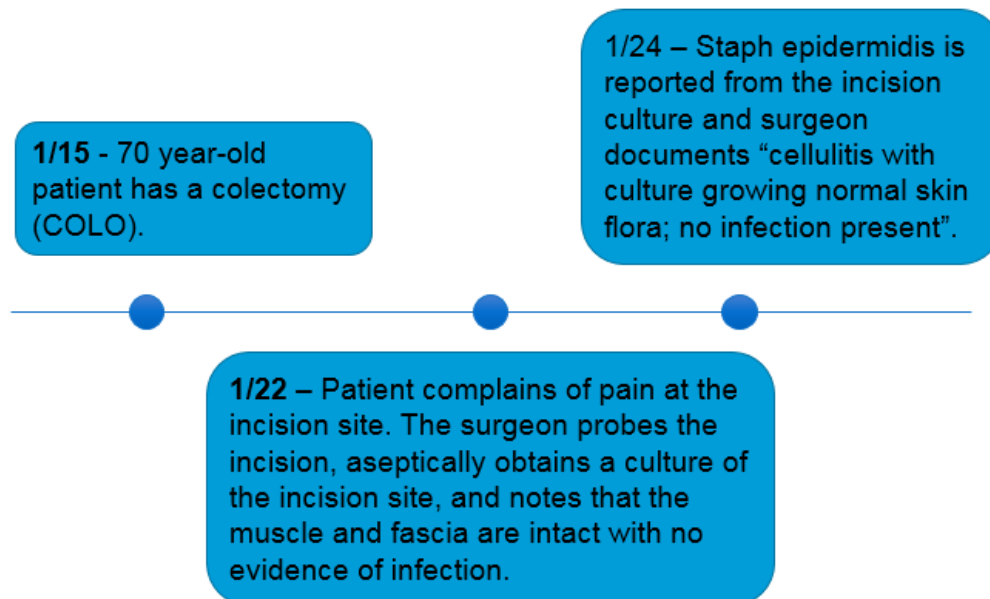 1/15 - 70 year-old
patient has a colectomy
(COLO).
1/22 – Patient complains of pain at the
incision site. The surgeon probes the
incision, aseptically obtains a culture of
the incision site, and notes that the
muscle and fascia are intact with no
evidence of infection.
1/24 – Staph epidermidis is
reported from the incision
culture and surgeon
documents “cellulitis with
culture growing normal skin
flora; no infection present”.